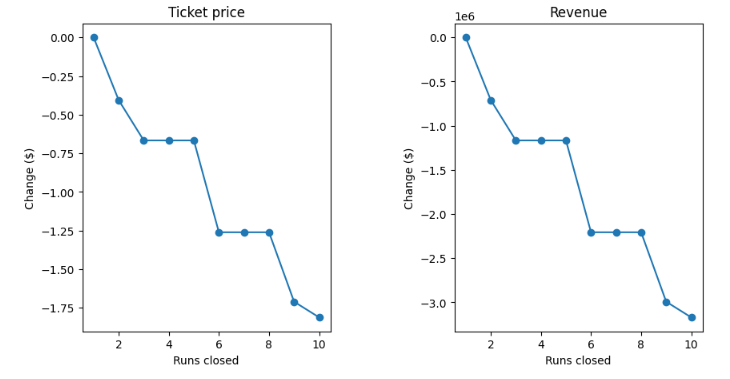 Ticket price
0.00
−0.25
−0.50
−0.75
−1.00
−1.25
−1.50
−1.75
Change ($)
2 4 6 8 10
Runs closed
Revenue
1e6
0.0
−0.5
−1.0
−1.5
−2.0
−2.5
−3.0
Change ($)
2 4 6 8 10
Runs closed